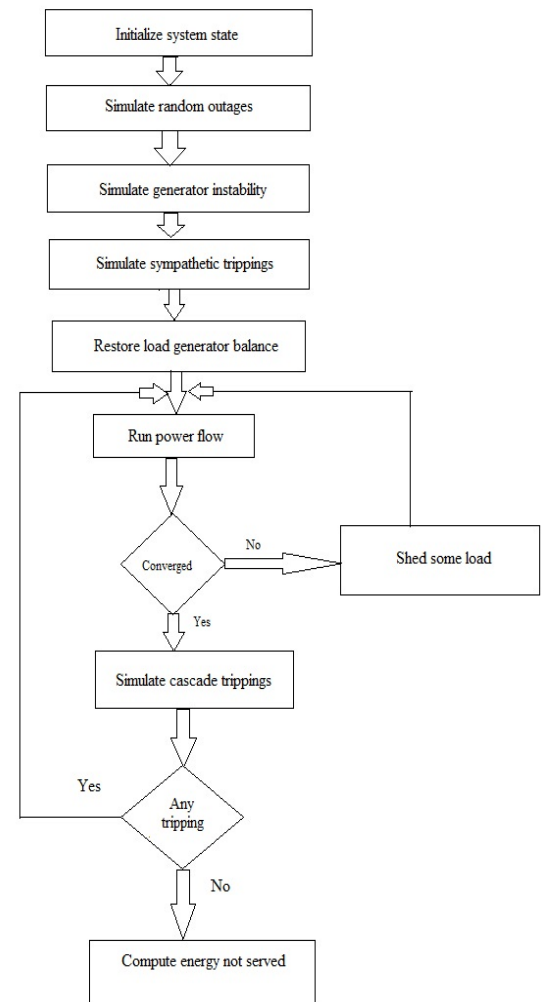 Initialize system state
Simulate random outages
Simulate generator instability
Simulate sympathetic trippings
Restore load generator balance
Run power flow
Converged
No
Shed some load
Yes
Simulate cascade trippings
Yes
Any
tripping
No
Compute energy not served